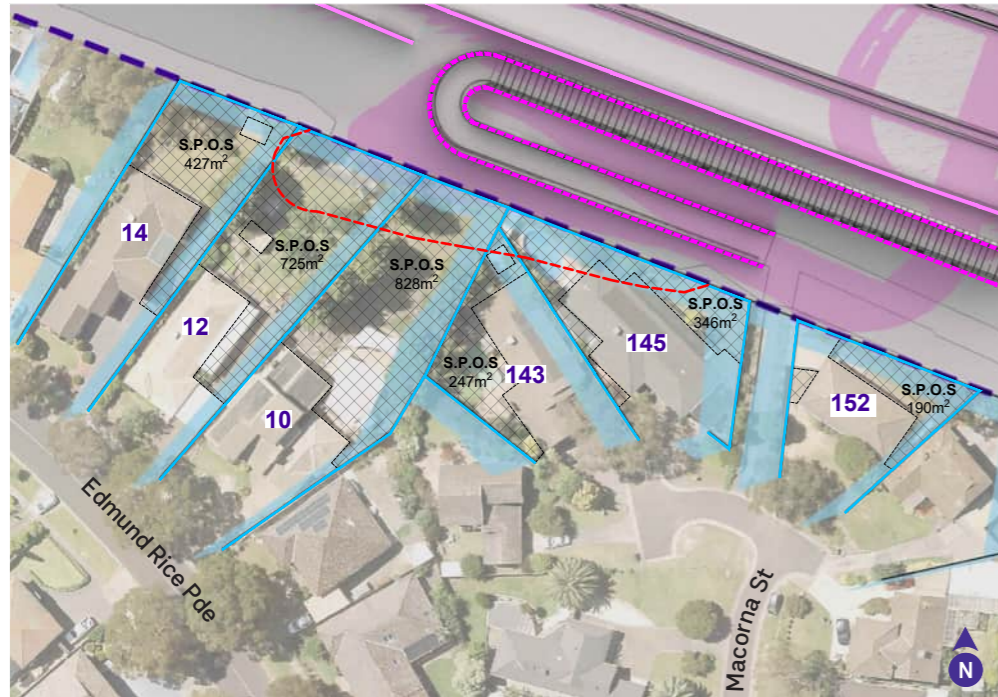 S.P.O.S
427m²
14
S.P.O.S
725m²
12
S.P.O.S
828m²
10
S.P.O.S
247m²
143
145
S.P.O.S
346m²
152
S.P.O.S
190m²
Edmund Rice Pde
Macorna St
N